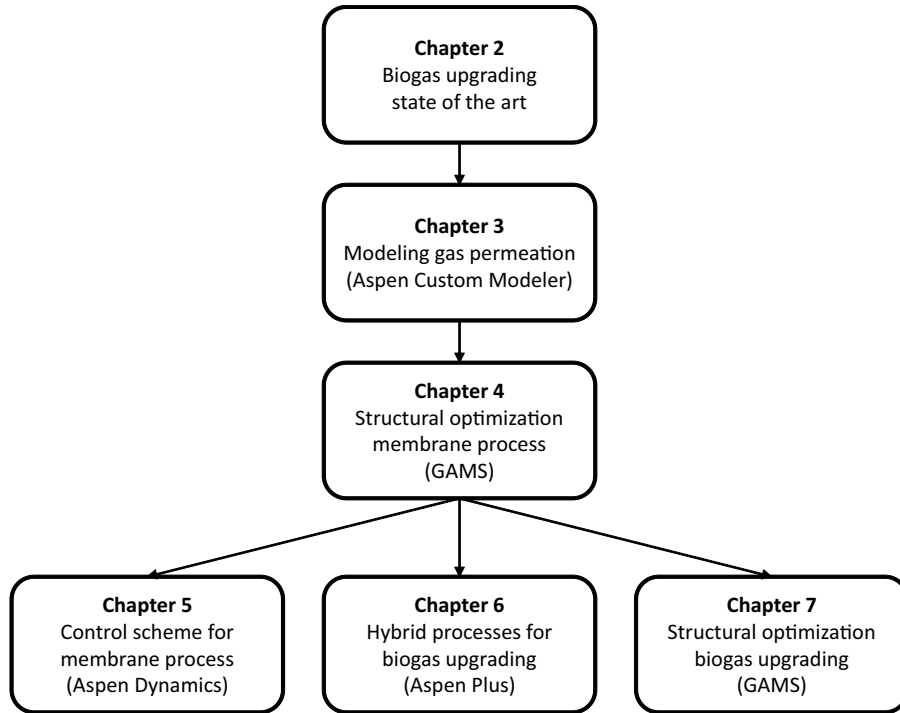 Chapter 2
Biogas upgrading
state of the art
Chapter 3
Modeling gas permeation
(Aspen Custom Modeler)
Chapter 4
Structural optimization
membrane process
(GAMS)
Chapter 5
Control scheme for
membrane process
(Aspen Dynamics)
Chapter 6
Hybrid processes for
biogas upgrading
(Aspen Plus)
Chapter 7
Structural optimization
biogas upgrading
(GAMS)